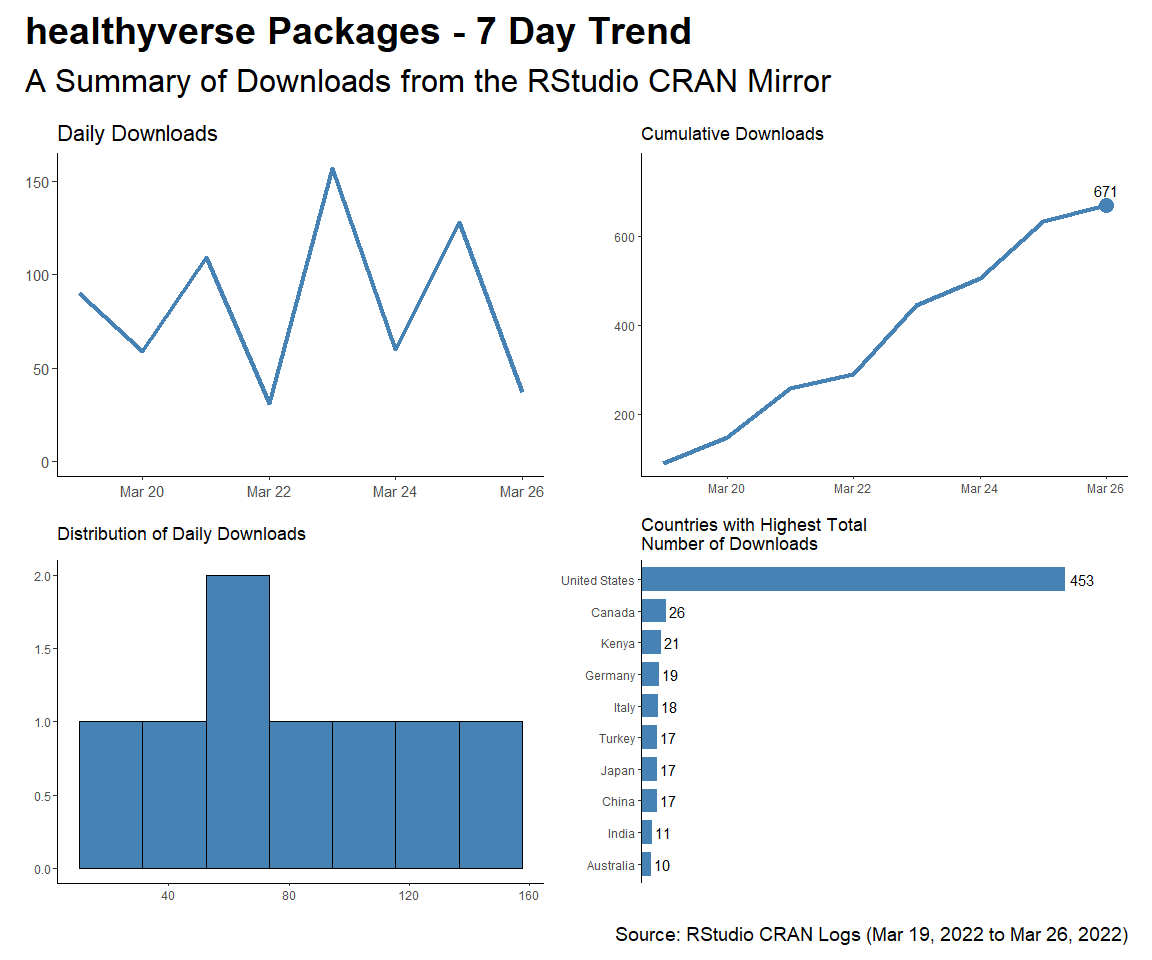 healthyverse Packages - 7 Day Trend
A Summary of Downloads from the RStudio CRAN Mirror
Daily Downloads
150
100
50
0
Mar 20 Mar 22 Mar 24 Mar 26
Cumulative Downloads
671
600
400
200
Mar 20 Mar 22 Mar 24 Mar 26
Distribution of Daily Downloads
2.0
1.5
1.0
0.5
0.0
40 80 120 160
Countries with Highest Total
Number of Downloads
United States 453
Canada 26
Kenya 21
Germany 19
Italy 18
Turkey 17
Japan 17
China 17
India 11
Australia 10
Source: RStudio CRAN Logs (Mar 19, 2022 to Mar 26, 2022)